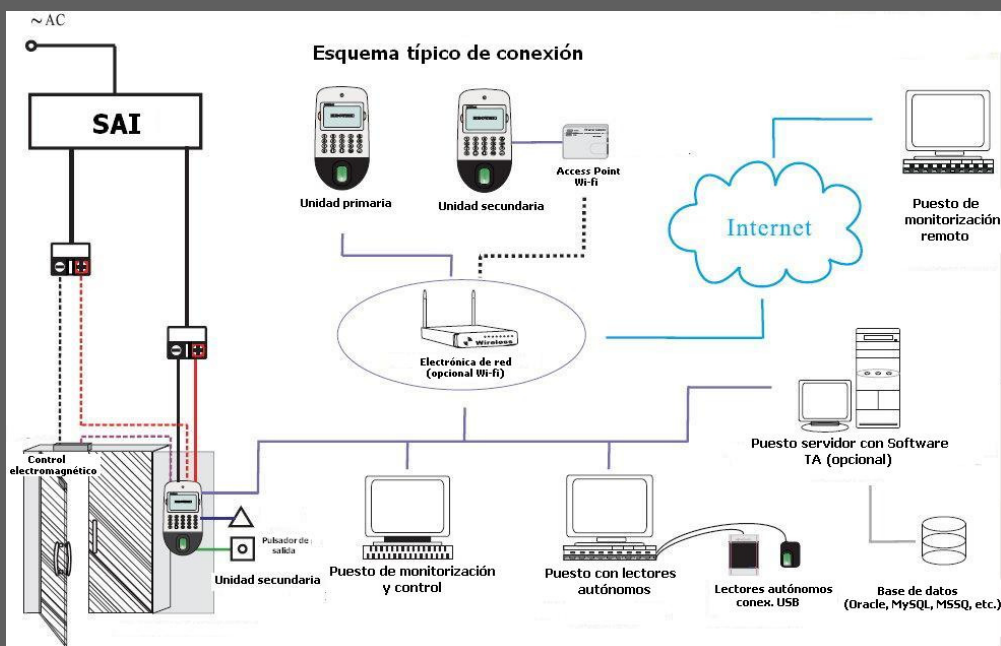 ~ AC
Esquema típico de conexión
SAI
Unidad primaria
Unidad secundaria
Access Point
Wi-fi
Internet
Puesto de
monitorización
remoto
Wireless
Electrónica de red
(opcional Wi-fi)
Puesto servidor con Software
TA (opcional)
Control
electromagnético
Pulsador de
salida
Unidad secundaria
Puesto de monitorización
y control
Puesto con lectores
autónomos
Lectores autónomos
conex. USB
Base de datos
(Oracle, MySQL, MSSQ, etc.)